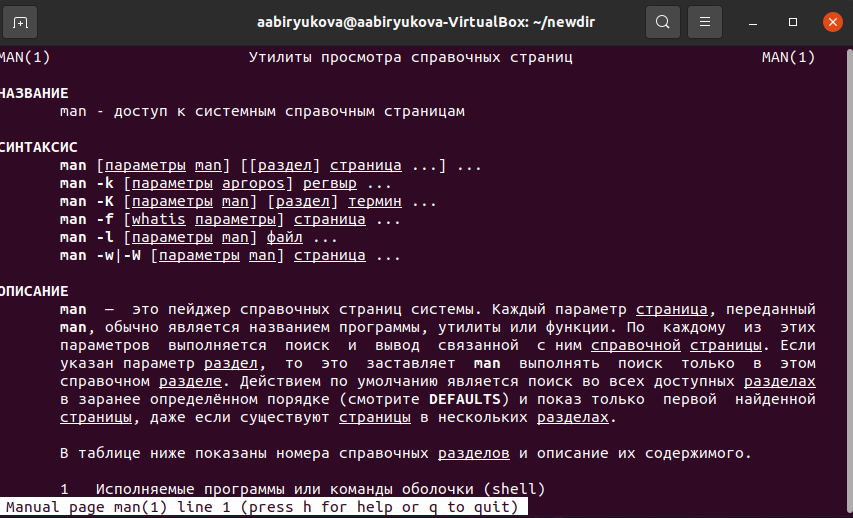 aabiryukova@aabiryukova-VirtualBox: ~/newdir
MAN(1) Утилиты просмотра справочных страниц MAN(1)
НАЗВАНИЕ
man - доступ к системным справочным страницам
СИНТАКСИС
man [параметры man] [[раздел] страница ...] ...
man -k [параметры apropos] регвыр ...
man -K [параметры man] [раздел] термин ...
man -f [whatis параметры] страница ...
man -l [параметры man] файл ...
man -w|-W [параметры man] страница ...
ОПИСАНИЕ
man — это пейджер справочных страниц системы. Каждый параметр страница, переданный
man, обычно является названием программы, утилиты или функции. По каждому из этих
параметров выполняется поиск и вывод связанной с ним справочной страницы. Если
указан параметр раздел, то это заставляет man выполнять поиск только в этом
справочном разделе. Действием по умолчанию является поиск во всех доступных разделах
в заранее определённом порядке (смотрите DEFAULTS) и показ только первой найденной
страницы, даже если существуют страницы в нескольких разделах.
В таблице ниже показаны номера справочных разделов и описание их содержимого.
1 Исполняемые программы или команды оболочки (shell)
Manual page man(1) line 1 (press h for help or q to quit)